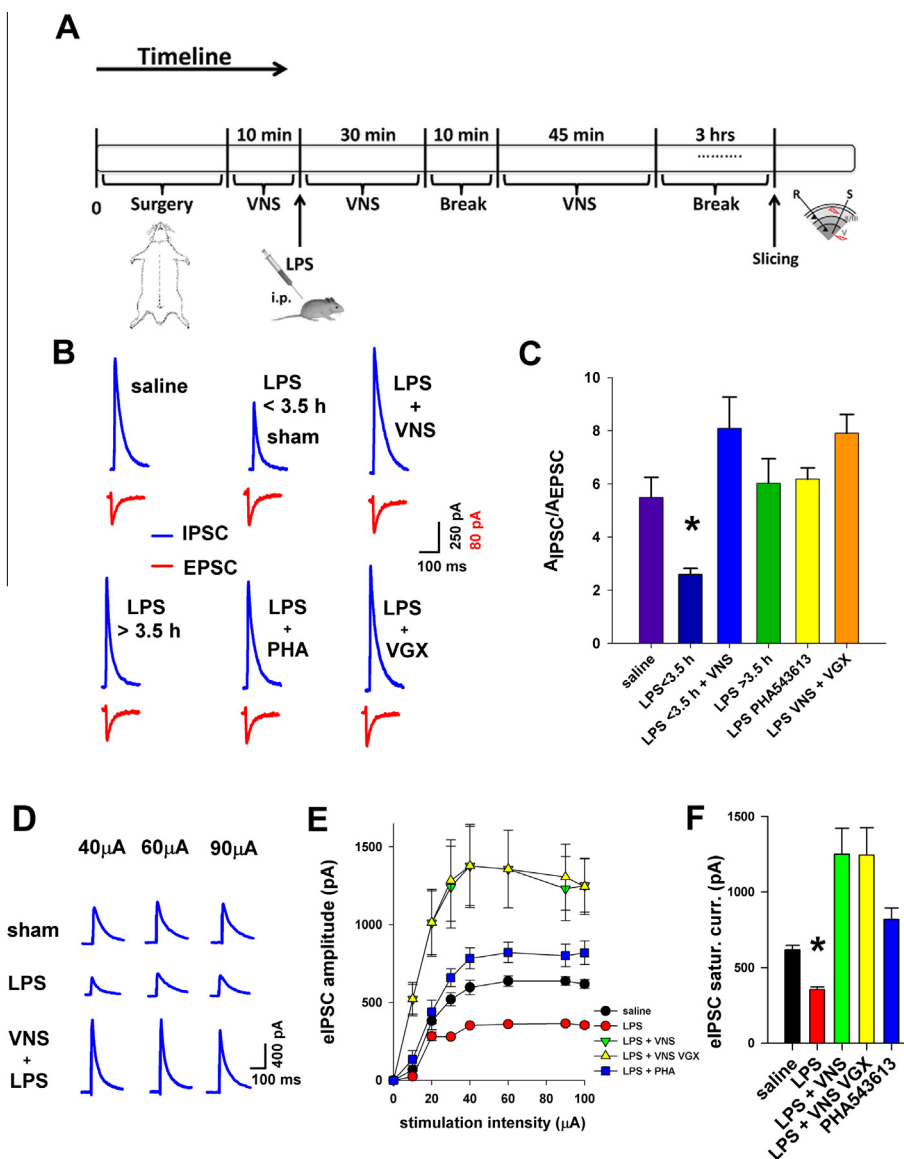 A
Timeline
10 min 30 min 10 min 45 min 3 hrs
..........
0 Surgery VNS VNS Break VNS Break
R S
II/III
V
LPS
i.p.
Slicing
B
saline
LPS
< 3.5 h
sham
LPS
+
VNS
IPSC
EPSC
250 pA
80 pA
100 ms
LPS
> 3.5 h
LPS
+
PHA
LPS
+
VGX
C
AIPSC/AEPSC
10
8
6
4
2
0
saline
LPS<3.5 h
LPS <3.5 h + VNS
LPS >3.5 h
LPS PHA543613
LPS VNS + VGX
*
D
40µA 60µA 90µA
sham
LPS
VNS
+
LPS
400 pA
100 ms
E
eIPSC amplitude (pA)
1500
1000
500
0
0 20 40 60 80 100
stimulation intensity (µA)
saline
LPS
LPS + VNS
LPS + VNS VGX
LPS + PHA
F
eIPSC satur. curr. (pA)
1500
1000
500
0
*
saline
LPS
LPS + VNS
LPS + VNS VGX
PHA543613